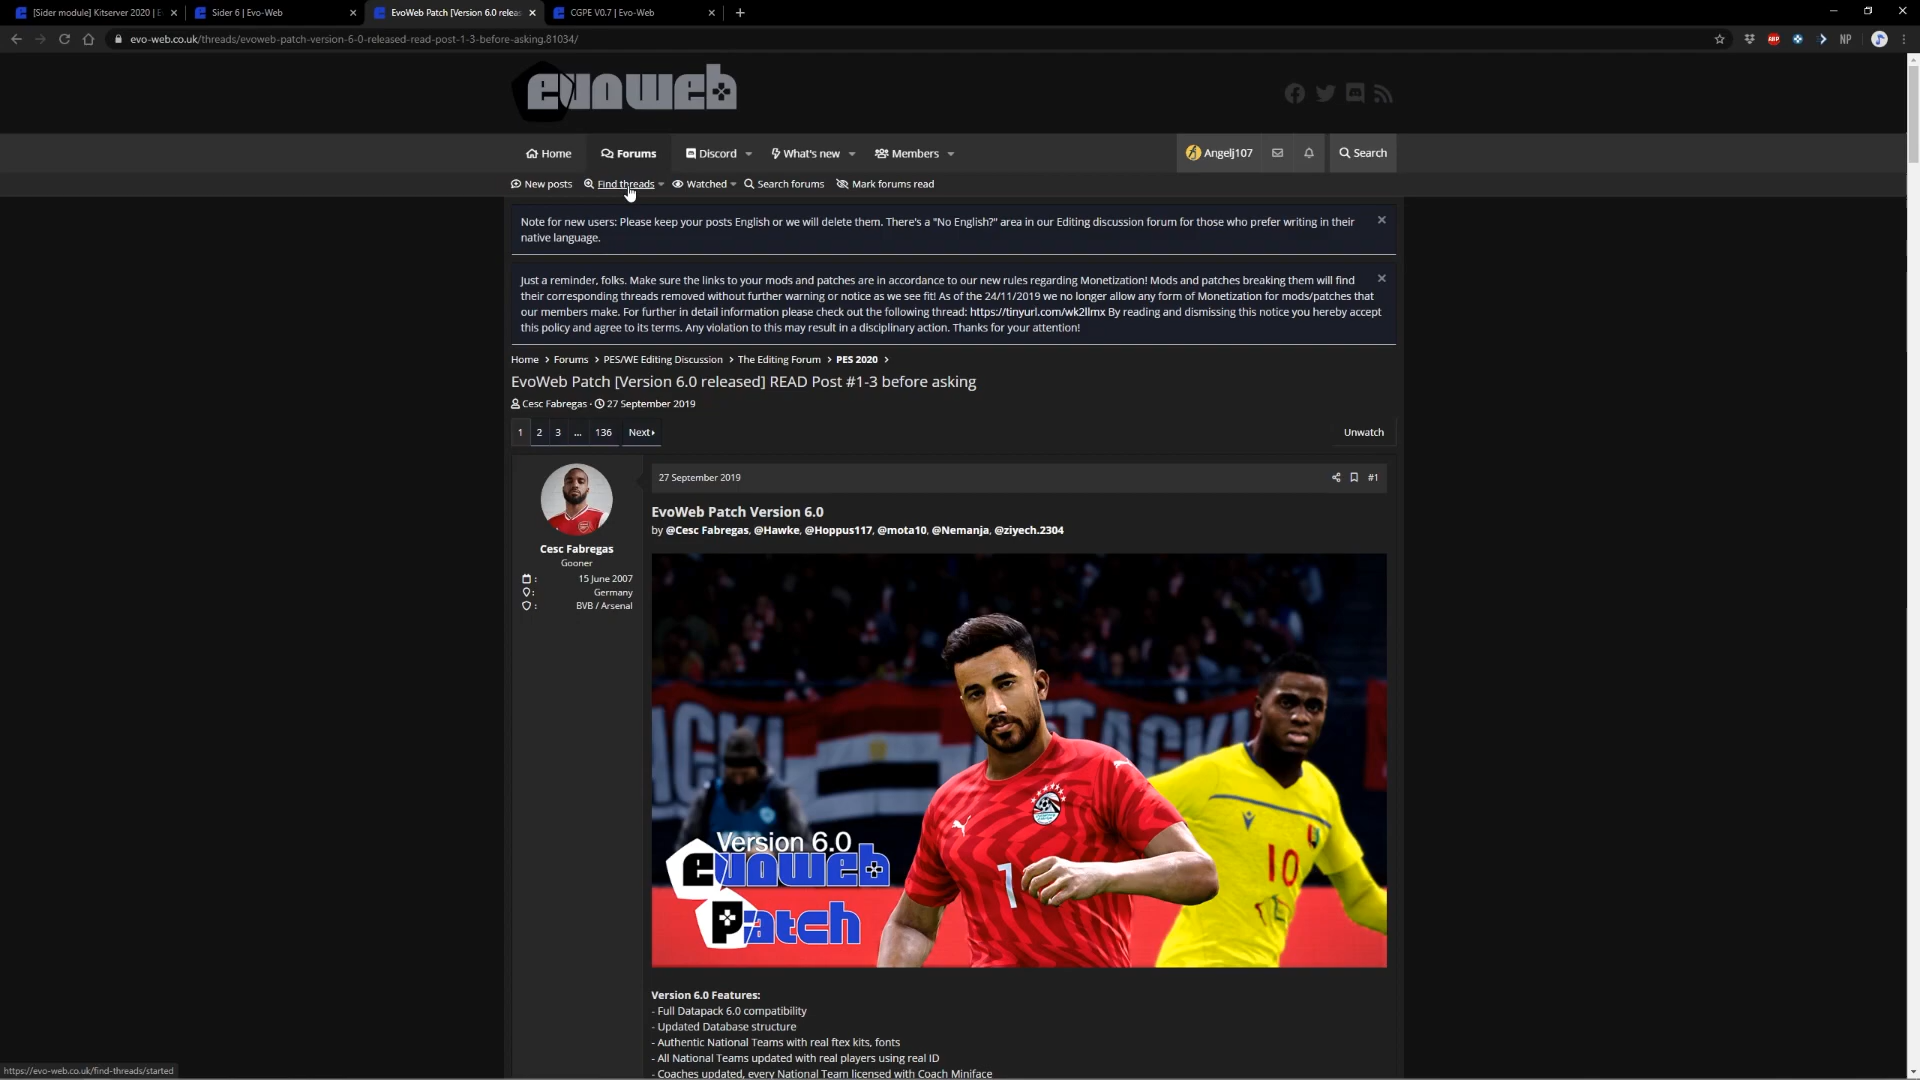 [Sider module] Kitserver 2020 | E
Sider 6 | Evo-Web
EvoWeb Patch [Version 6.0 releas
CGPE V0.7 | Evo-Web
evo-web.co.uk/threads/evoweb-patch-version-6-0-released-read-post-1-3-before-asking.81034/
ABP
NP
evoweb
Home
Forums
Discord
What's new
Members
Angelj107
Search
New posts
Find threads
Watched
Search forums
Mark forums read
Note for new users: Please keep your posts English or we will delete them. There's a "No English?" area in our Editing discussion forum for those who prefer writing in their
native language.
Just a reminder, folks. Make sure the links to your mods and patches are in accordance to our new rules regarding Monetization! Mods and patches breaking them will find
their corresponding threads removed without further warning or notice as we see fit! As of the 24/11/2019 we no longer allow any form of Monetization for mods/patches that
our members make. For further in detail information please check out the following thread: https://tinyurl.com/wk2llmx By reading and dismissing this notice you hereby accept
this policy and agree to its terms. Any violation to this may result in a disciplinary action. Thanks for your attention!
Home > Forums > PES/WE Editing Discussion > The Editing Forum > PES 2020 >
EvoWeb Patch [Version 6.0 released] READ Post #1-3 before asking
Cesc Fabregas · 27 September 2019
1 2 3 ... 136 Next
Unwatch
27 September 2019
#1
Cesc Fabregas
Gooner
: 15 June 2007
: Germany
: BVB / Arsenal
EvoWeb Patch Version 6.0
by @Cesc Fabregas, @Hawke, @Hoppus117, @mota10, @Nemanja, @ziyech.2304
ATTACK!
1
10
Version 6.0
evoweb
Patch
Version 6.0 Features:
- Full Datapack 6.0 compatibility
- Updated Database structure
- Authentic National Teams with real ftex kits, fonts
- All National Teams updated with real players using real ID
- Coaches updated, every National Team licensed with Coach Miniface
https://evo-web.co.uk/find-threads/started